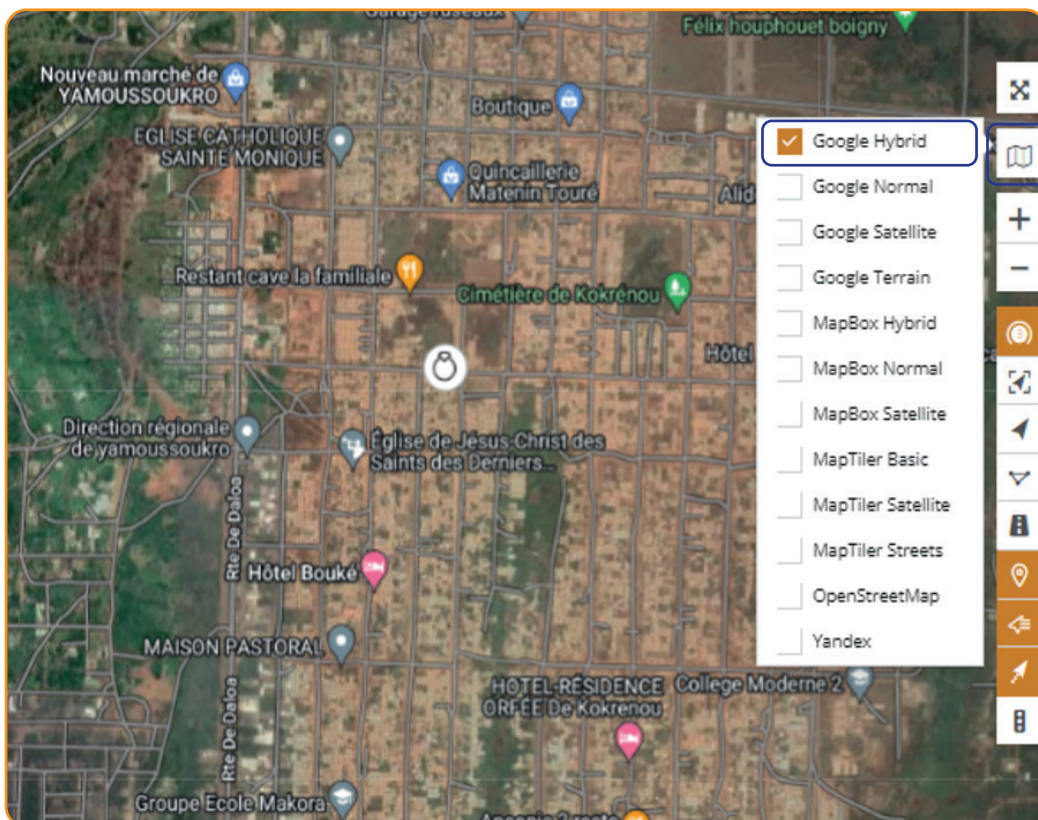 Félix houphouet boigny
Nouveau marché de
YAMOUSSOUKRO
Boutique
EGLISE CATHOLIQUE
SAINTE MONIQUE
Quincaillerie
Matenin Touré
Restant cave la familiale
Cimétière de Kokrénou
Hôtel
Direction régionale
de yamoussoukro
Église de Jésus-Christ des
Saints des Derniers...
Rte De Daloa
Hôtel Bouké
MAISON PASTORAL
HOTEL-RÉSIDENCE
ORFÉE De Kokrenou
College Moderne 2
Rte De Daloa
Groupe Ecole Makora
Google Hybrid
Google Normal
Google Satellite
Google Terrain
MapBox Hybrid
MapBox Normal
MapBox Satellite
MapTiler Basic
MapTiler Satellite
MapTiler Streets
OpenStreetMap
Yandex